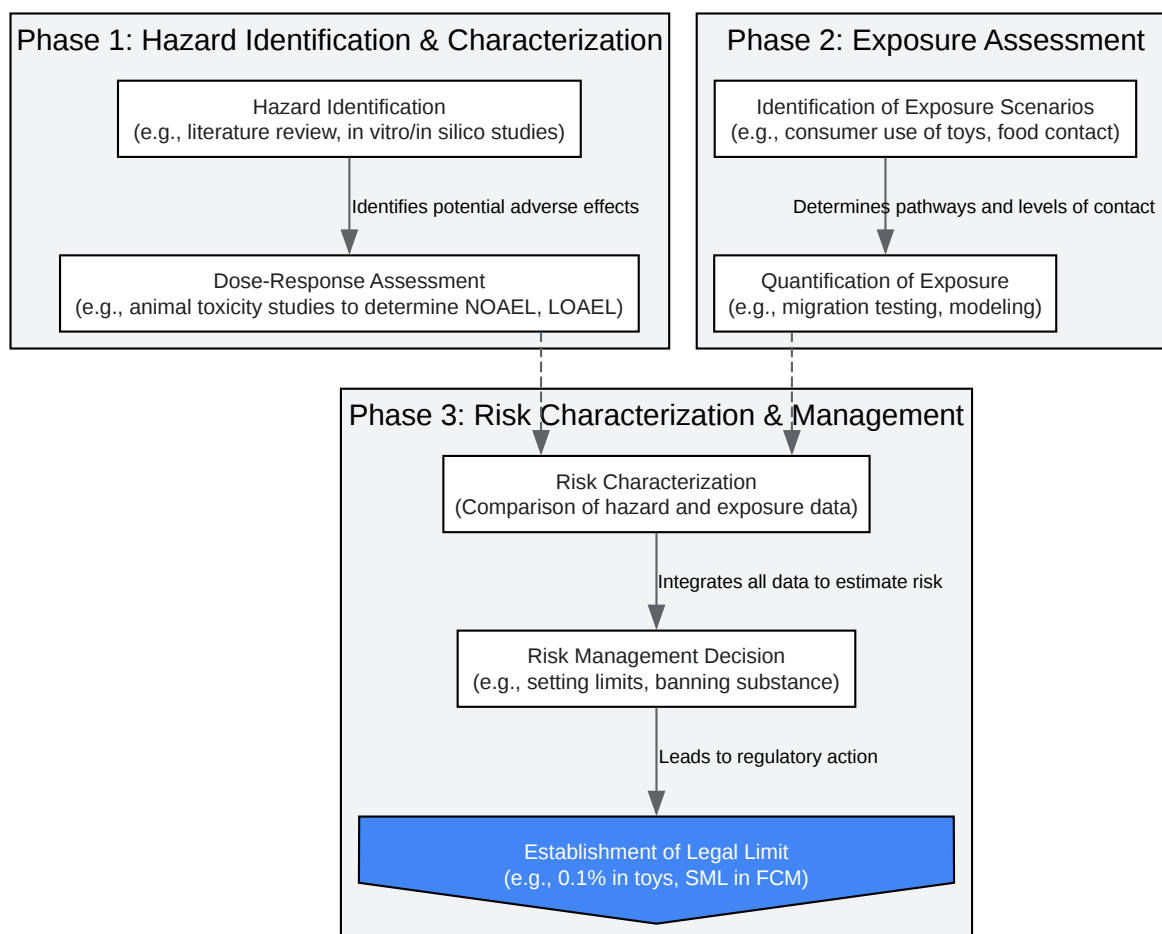 Phase 1: Hazard Identification & Characterization
Hazard Identification
(e.g., literature review, in vitro/in silico studies)
Identifies potential adverse effects
Dose-Response Assessment
(e.g., animal toxicity studies to determine NOAEL, LOAEL)
Phase 2: Exposure Assessment
Identification of Exposure Scenarios
(e.g., consumer use of toys, food contact)
Determines pathways and levels of contact
Quantification of Exposure
(e.g., migration testing, modeling)
Phase 3: Risk Characterization & Management
Risk Characterization
(Comparison of hazard and exposure data)
Integrates all data to estimate risk
Risk Management Decision
(e.g., setting limits, banning substance)
Leads to regulatory action
Establishment of Legal Limit
(e.g., 0.1% in toys, SML in FCM)